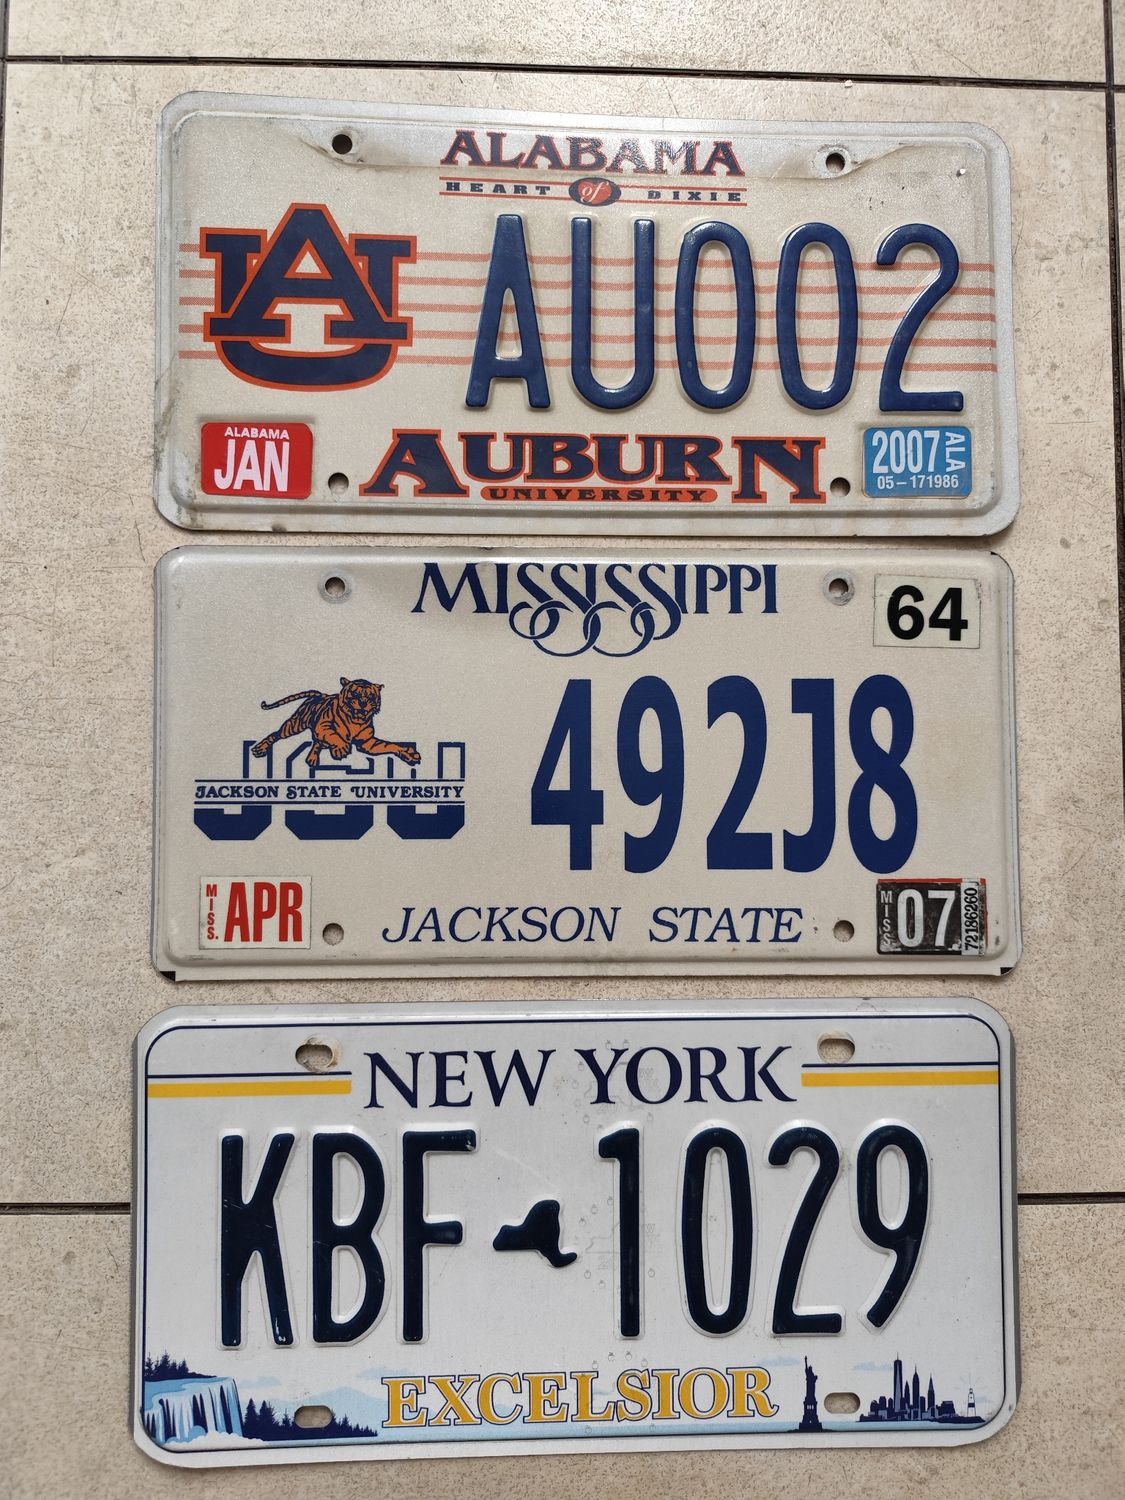 ALABAMA
HEART of DIXIE
AU
AU002
ALABAMA
JAN
AUBURN
UNIVERSITY
2007 ALA
05-171986
MISSISSIPPI
64
JSU
JACKSON STATE UNIVERSITY
492J8
MISS.
APR
JACKSON STATE
MISS
07
72186260
NEW YORK
KBF 1029
EXCELSIOR